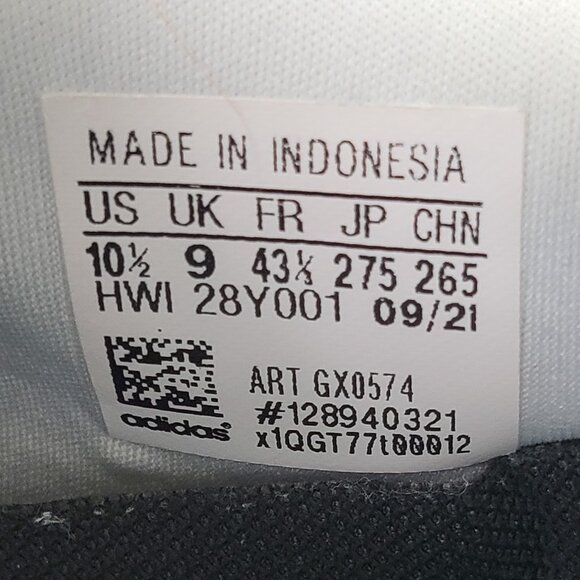 MADE IN INDONESIA
US UK FR JP CHN
10½ 9 43⅓ 275 265
HWI 28Y001 09/21
ART GX0574
#128940321
adidas
x1QGT77t00012